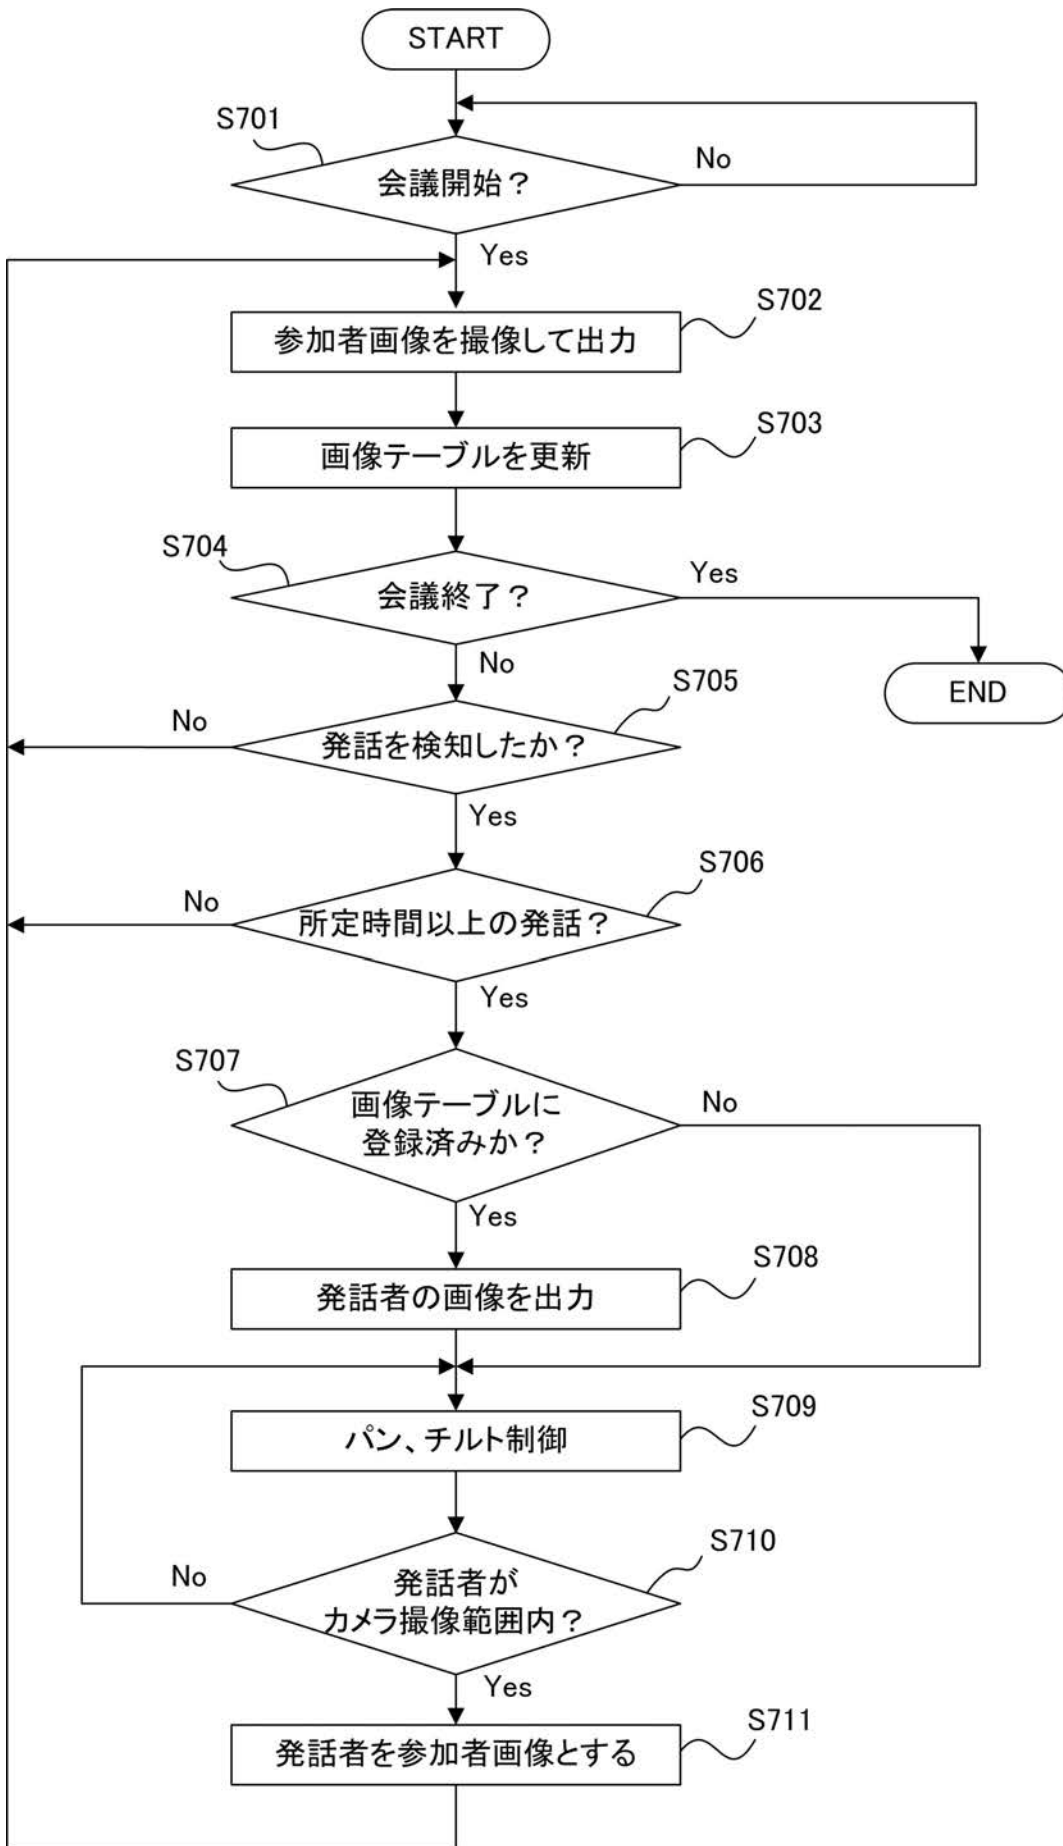 START
S701
会議開始？
No
Yes
S702
参加者画像を撮像して出力
S703
画像テーブルを更新
S704
会議終了？
Yes
No
END
S705
No
発話を検知したか？
Yes
S706
No
所定時間以上の発話？
Yes
S707
画像テーブルに
登録済みか？
No
Yes
S708
発話者の画像を出力
S709
パン、チルト制御
S710
No
発話者が
カメラ撮像範囲内？
Yes
S711
発話者を参加者画像とする